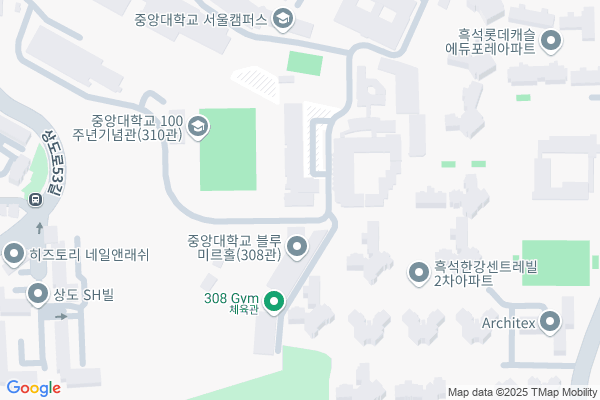 중앙대학교 서울캠퍼스
흑석롯데캐슬
에듀포레아파트
중앙대학교 100
주년기념관(310관)
상도로53길
중앙대학교 블루
미르홀(308관)
히즈토리 네일앤래쉬
흑석한강센트레빌
2차아파트
상도 SH빌
308 Gym
체육관
Architex
Google
Map data ©2025 TMap Mobility